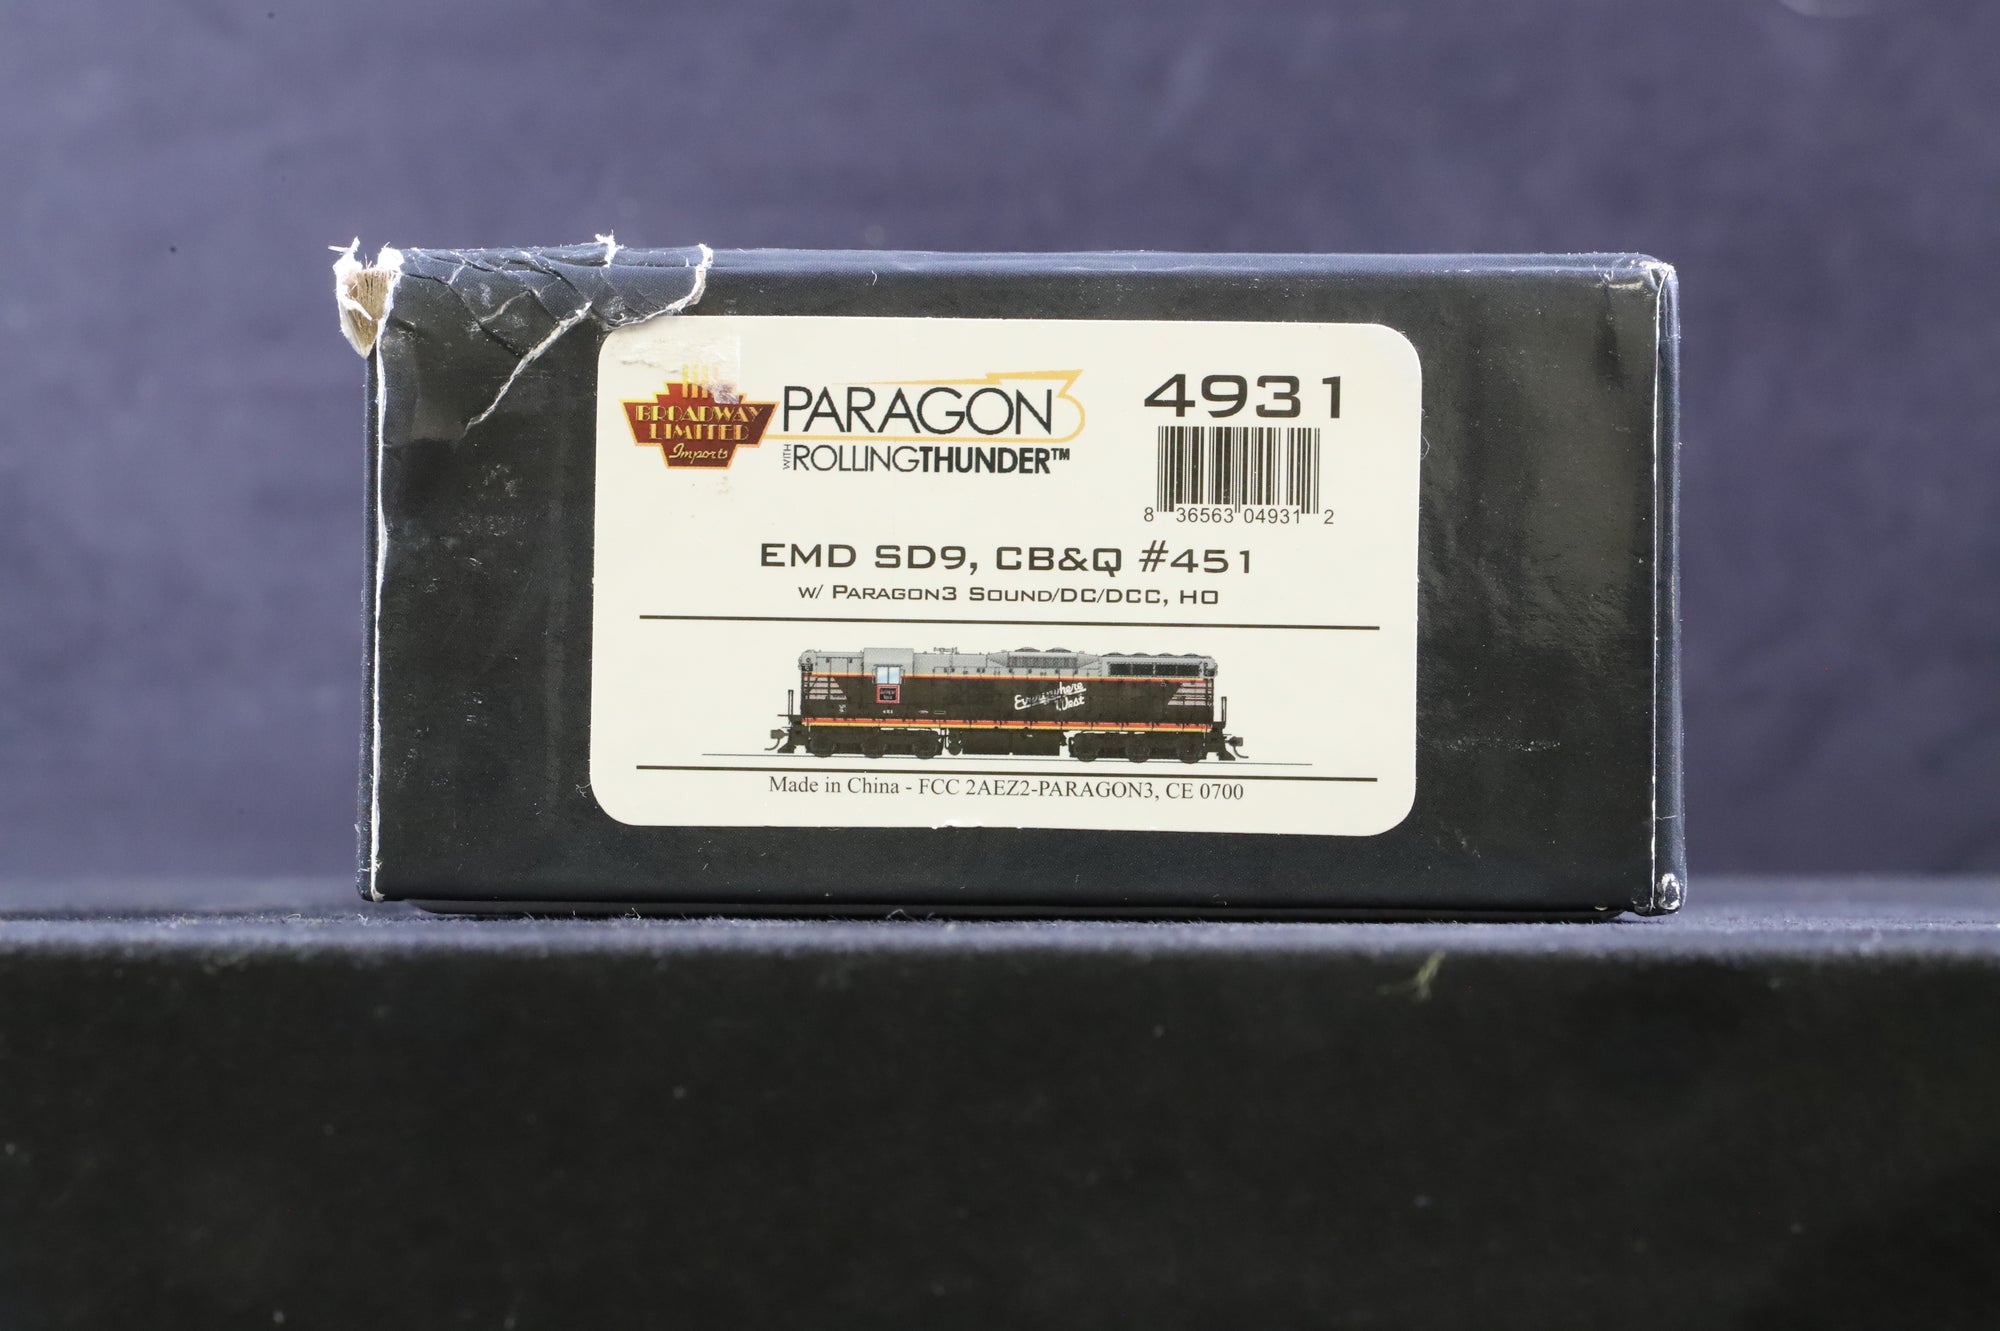 BROADWAY
LIMITED
Imports
PARAGON3
WITH ROLLINGTHUNDER™
4931
8 36563 04931 2
EMD SD9, CB&Q #451
w/ Paragon3 Sound/DC/DCC, HO
Everywhere
West
Made in China - FCC 2AEZ2-PARAGON3, CE 0700